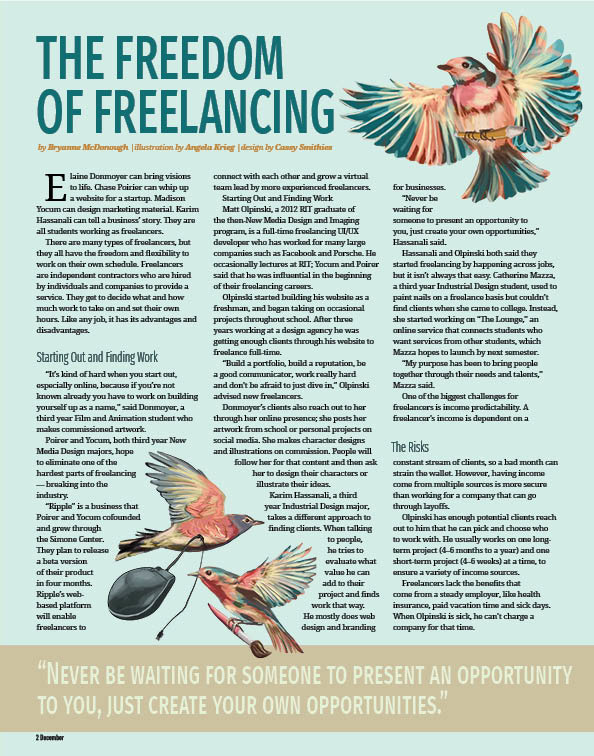 THE FREEDOM
OF FREELANCING
by Bryanne McDonough | illustration by Angela Krieg | design by Casey Smithies
Elaine Donmoyer can bring visions
to life. Chase Poirier can whip up
a website for a startup. Madison
Yocum can design marketing material. Karim
Hassanali can tell a business' story. They are
all students working as freelancers.
There are many types of freelancers, but
they all have the freedom and flexibility to
work on their own schedule. Freelancers
are independent contractors who are hired
by individuals and companies to provide a
service. They get to decide what and how
much work to take on and set their own
hours. Like any job, it has its advantages and
disadvantages.
Starting Out and Finding Work
"It's kind of hard when you start out,
especially online, because if you're not
known already you have to work on building
yourself up as a name," said Donmoyer, a
third year Film and Animation student who
makes commissioned artwork.
Poirer and Yocum, both third year New
Media Design majors, hope
to eliminate one of the
hardest parts of freelancing
— breaking into the
industry.
"Ripple" is a business that
Poirer and Yocum cofounded
and grew through
the Simone Center.
They plan to release
a beta version
of their product
in four months.
Ripple's web-
based platform
will enable
freelancers to
connect with each other and grow a virtual
team lead by more experienced freelancers.
Starting Out and Finding Work
Matt Olpinski, a 2012 RIT graduate of
the then-New Media Design and Imaging
program, is a full-time freelancing UI/UX
developer who has worked for many large
companies such as Facebook and Porsche. He
occasionally lectures at RIT; Yocum and Poirer
said that he was influential in the beginning
of their freelancing careers.
Olpinski started building his website as a
freshman, and began taking on occasional
projects throughout school. After three
years working at a design agency he was
getting enough clients through his website to
freelance full-time.
"Build a portfolio, build a reputation, be
a good communicator, work really hard
and don't be afraid to just dive in," Olpinski
advised new freelancers.
Donmoyer's clients also reach out to her
through her online presence; she posts her
artwork from school or personal projects on
social media. She makes character designs
and illustrations on commission. People will
follow her for that content and then ask
her to design their characters or
illustrate their ideas.
Karim Hassanali, a third
year Industrial Design major,
takes a different approach to
finding clients. When talking
to people,
he tries to
evaluate what
value he can
add to their
project and finds
work that way.
He mostly does web
design and branding
for businesses.
"Never be
waiting for
someone to present an opportunity to
you, just create your own opportunities,"
Hassanali said.
Hassanali and Olpinski both said they
started freelancing by happening across jobs,
but it isn't always that easy. Catherine Mazza,
a third year Industrial Design student, used to
paint nails on a freelance basis but couldn't
find clients when she came to college. Instead,
she started working on "The Lounge," an
online service that connects students who
want services from other students, which
Mazza hopes to launch by next semester.
"My purpose has been to bring people
together through their needs and talents,"
Mazza said.
One of the biggest challenges for
freelancers is income predictability. A
freelancer's income is dependent on a
The Risks
constant stream of clients, so a bad month can
strain the wallet. However, having income
come from multiple sources is more secure
than working for a company that can go
through layoffs.
Olpinski has enough potential clients reach
out to him that he can pick and choose who
to work with. He usually works on one long-
term project (4–6 months to a year) and one
short-term project (4–6 weeks) at a time, to
ensure a variety of income sources.
Freelancers lack the benefits that
come from a steady employer, like health
insurance, paid vacation time and sick days.
When Olpinski is sick, he can't charge a
company for that time.
"NEVER BE WAITING FOR SOMEONE TO PRESENT AN OPPORTUNITY
TO YOU, JUST CREATE YOUR OWN OPPORTUNITIES."
2 December